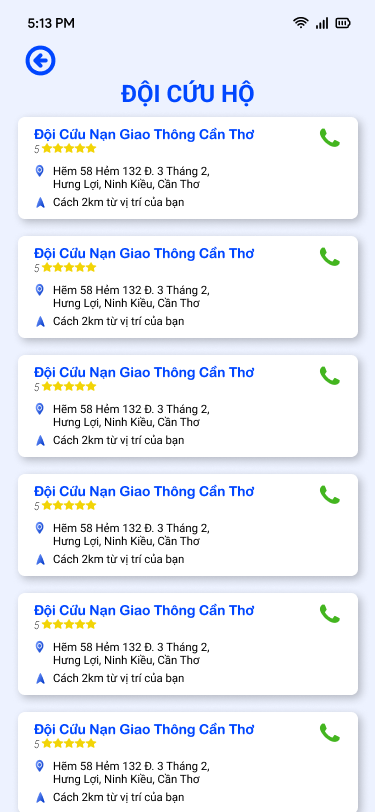 5:13 PM
ĐỘI CỨU HỘ
Đội Cứu Nạn Giao Thông Cần Thơ
5
Hẽm 58 Hẻm 132 Đ. 3 Tháng 2,
Hưng Lợi, Ninh Kiều, Cần Thơ
Cách 2km từ vị trí của bạn
Đội Cứu Nạn Giao Thông Cần Thơ
5
Hẽm 58 Hẻm 132 Đ. 3 Tháng 2,
Hưng Lợi, Ninh Kiều, Cần Thơ
Cách 2km từ vị trí của bạn
Đội Cứu Nạn Giao Thông Cần Thơ
5
Hẽm 58 Hẻm 132 Đ. 3 Tháng 2,
Hưng Lợi, Ninh Kiều, Cần Thơ
Cách 2km từ vị trí của bạn
Đội Cứu Nạn Giao Thông Cần Thơ
5
Hẽm 58 Hẻm 132 Đ. 3 Tháng 2,
Hưng Lợi, Ninh Kiều, Cần Thơ
Cách 2km từ vị trí của bạn
Đội Cứu Nạn Giao Thông Cần Thơ
5
Hẽm 58 Hẻm 132 Đ. 3 Tháng 2,
Hưng Lợi, Ninh Kiều, Cần Thơ
Cách 2km từ vị trí của bạn
Đội Cứu Nạn Giao Thông Cần Thơ
5
Hẽm 58 Hẻm 132 Đ. 3 Tháng 2,
Hưng Lợi, Ninh Kiều, Cần Thơ
Cách 2km từ vị trí của bạn